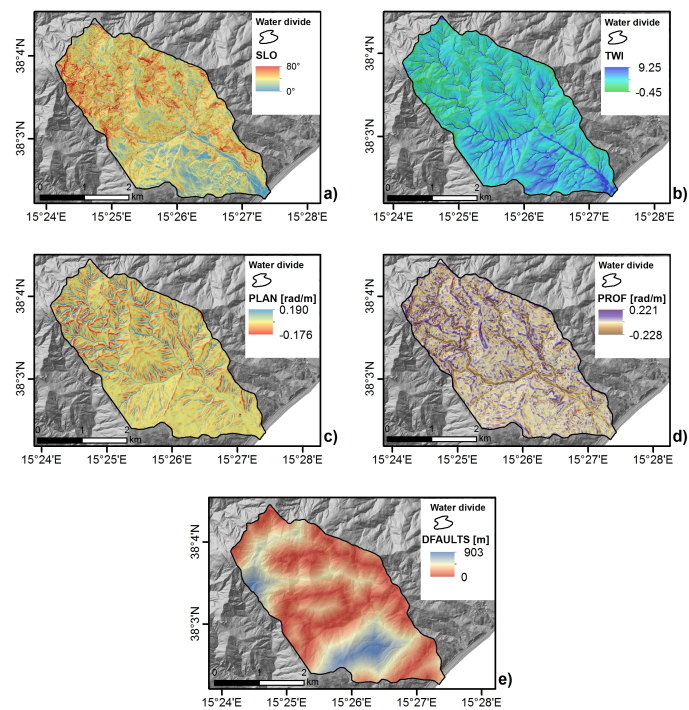 Water divide
SLO
80°
0°
38°4'N
38°3'N
0 1 2
km
a)
15°24'E 15°25'E 15°26'E 15°27'E 15°28'E
Water divide
TWI
9.25
-0.45
38°4'N
38°3'N
0 1 2
km
b)
15°24'E 15°25'E 15°26'E 15°27'E 15°28'E
Water divide
PLAN [rad/m]
0.190
-0.176
38°4'N
38°3'N
0 1 2
km
c)
15°24'E 15°25'E 15°26'E 15°27'E 15°28'E
Water divide
PROF [rad/m]
0.221
-0.228
38°4'N
38°3'N
0 1 2
km
d)
15°24'E 15°25'E 15°26'E 15°27'E 15°28'E
Water divide
DFAULTS [m]
903
0
38°4'N
38°3'N
0 1 2
km
e)
15°24'E 15°25'E 15°26'E 15°27'E 15°28'E